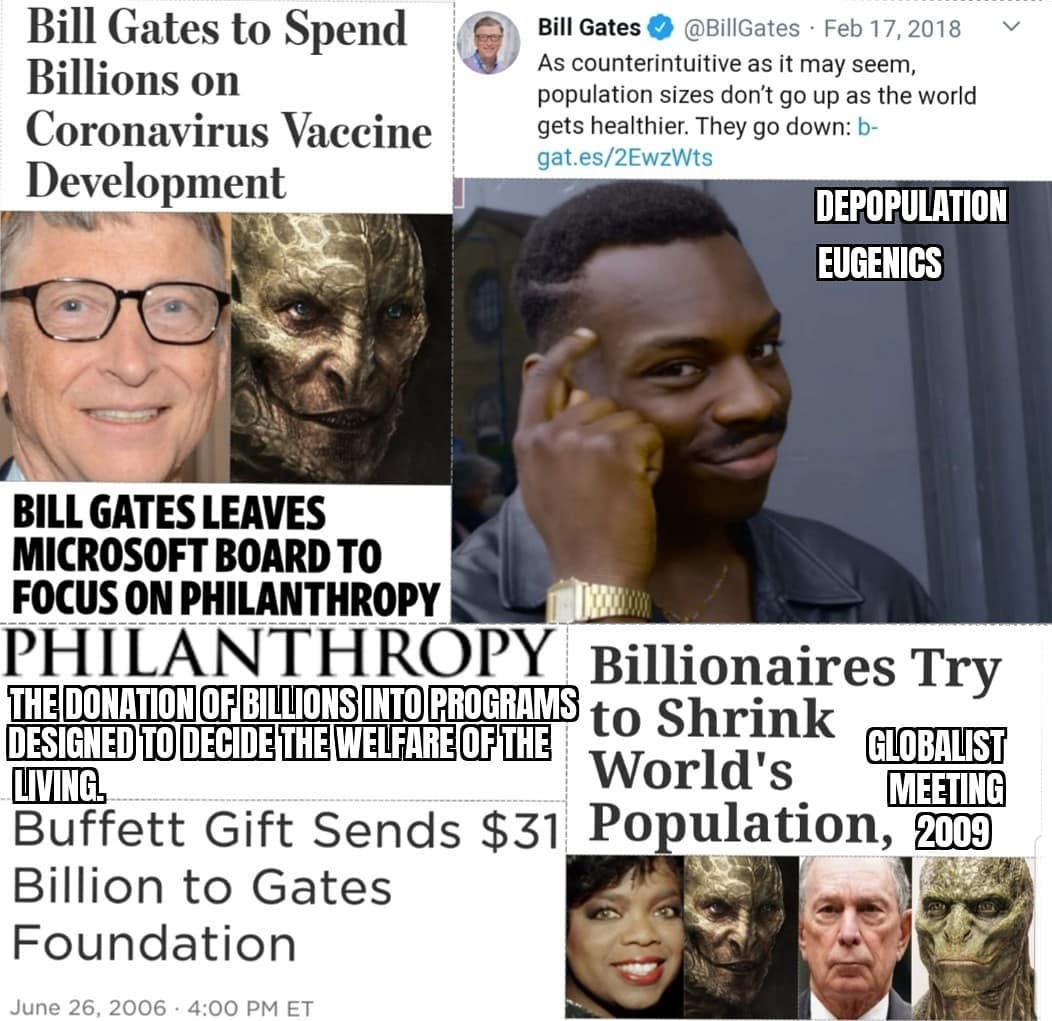 Bill Gates to Spend
Billions on
Coronavirus Vaccine
Development
Bill Gates @BillGates · Feb 17, 2018
As counterintuitive as it may seem,
population sizes don't go up as the world
gets healthier. They go down: b-
gat.es/2EwzWts
DEPOPULATION
EUGENICS
BILL GATES LEAVES
MICROSOFT BOARD TO
FOCUS ON PHILANTHROPY
PHILANTHROPY
THE DONATION OF BILLIONS INTO PROGRAMS
DESIGNED TO DECIDE THE WELFARE OF THE
LIVING.
Buffett Gift Sends $31
Billion to Gates
Foundation
June 26, 2006 · 4:00 PM ET
Billionaires Try
to Shrink
World's
Population,
GLOBALIST
MEETING
2009